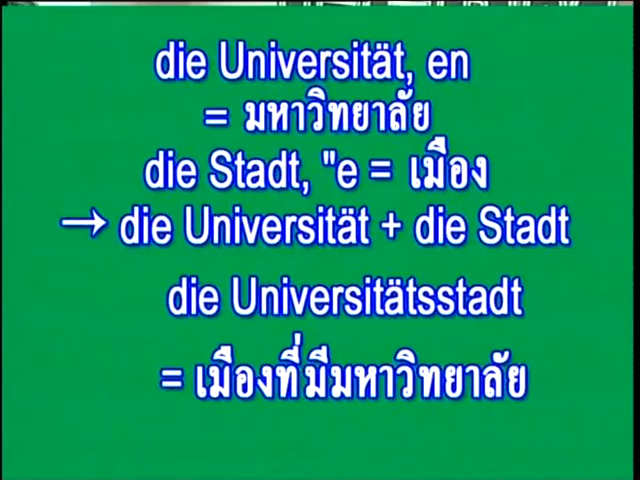 die Universität, en
= มหาวิทยาลัย
die Stadt, "e = เมือง
→ die Universität + die Stadt
die Universitätsstadt
= เมืองที่มีมหาวิทยาลัย